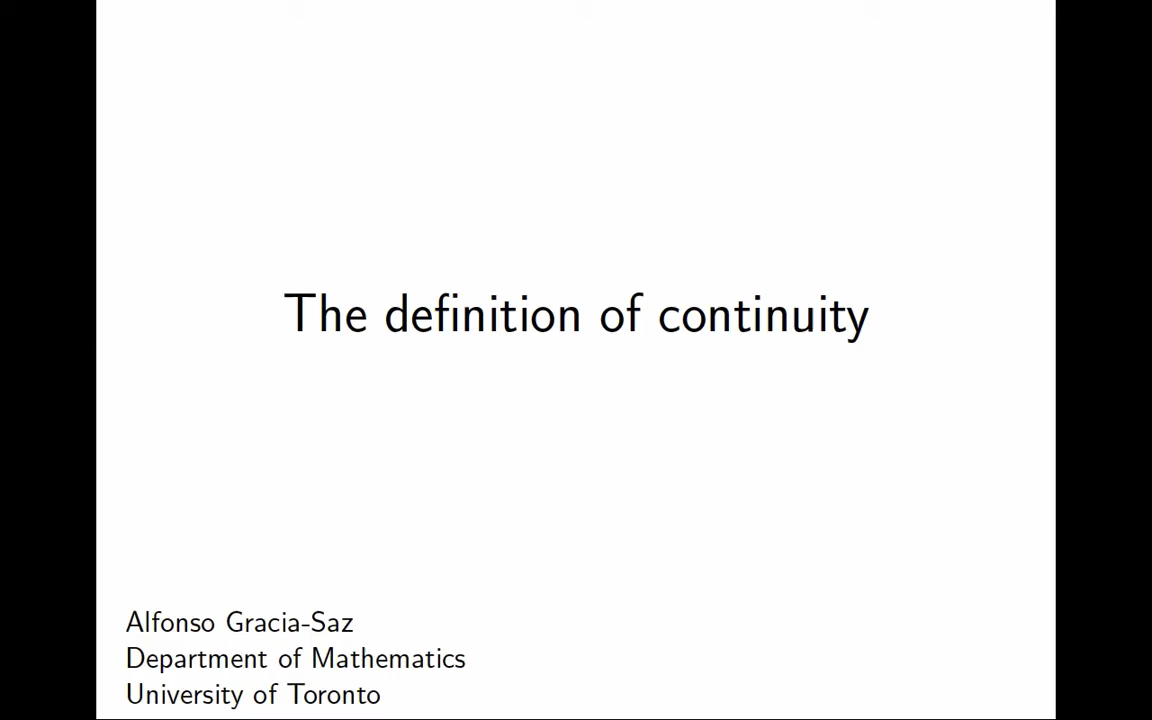 The definition of continuity
Alfonso Gracia-Saz
Department of Mathematics
University of Toronto